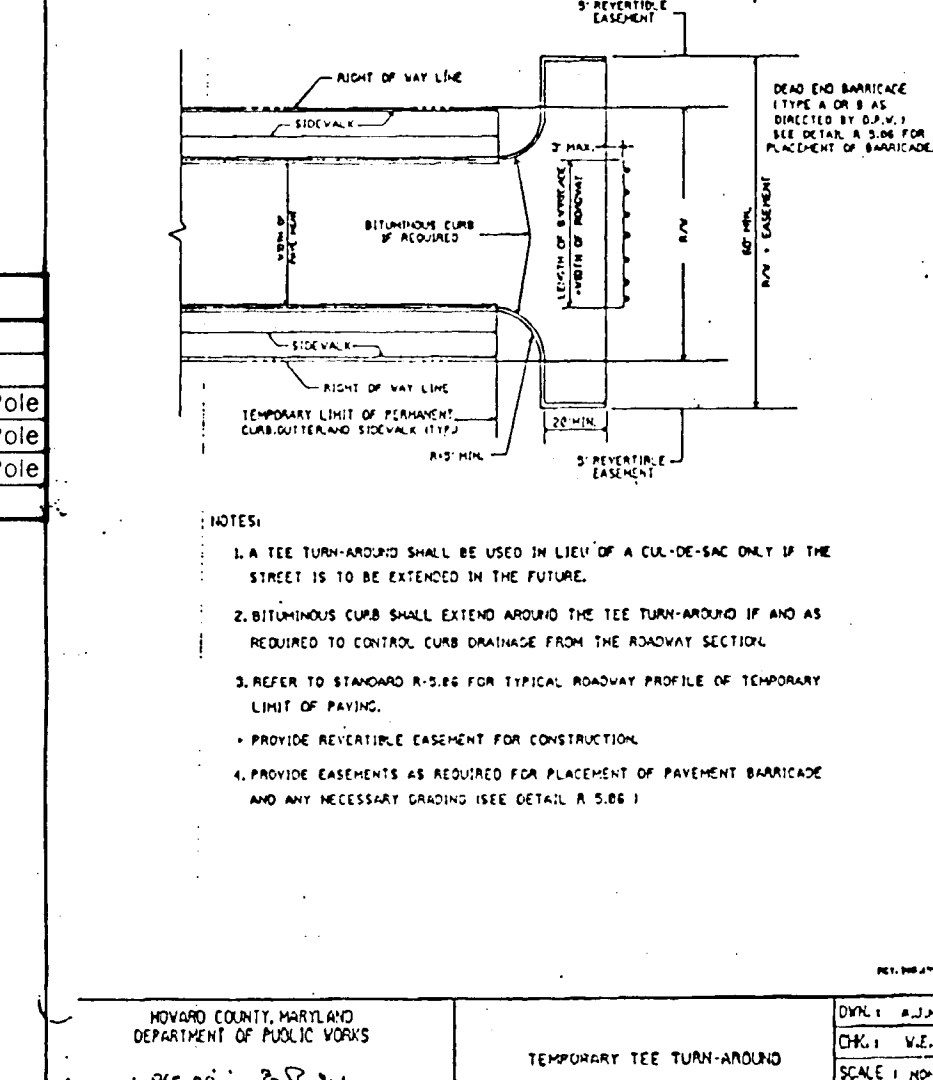 5' REVERTIBLE
EASEMENT
RIGHT OF WAY LINE
SIDEWALK
DEAD END BARRICADE
(TYPE A OR B AS
DIRECTED BY D.P.W.)
SEE DETAIL R 5.06 FOR
PLACEMENT OF BARRICADE.
3' MAX.
WIDTH OF
PAVEMENT
BITUMINOUS CURB
IF REQUIRED
LENGTH OF BARRICADE
=WIDTH OF ROADWAY
R/W
60' MIN.
R/W + EASEMENT
SIDEWALK
RIGHT OF WAY LINE
TEMPORARY LIMIT OF PERMANENT
CURB,GUTTER,AND SIDEWALK (TYP.)
20'MIN.
R=5' MIN.
5' REVERTIBLE
EASEMENT
Pole
Pole
Pole
NOTES:
1. A TEE TURN-AROUND SHALL BE USED IN LIEU OF A CUL-DE-SAC ONLY IF THE
STREET IS TO BE EXTENDED IN THE FUTURE.
2. BITUMINOUS CURB SHALL EXTEND AROUND THE TEE TURN-AROUND IF AND AS
REQUIRED TO CONTROL CURB DRAINAGE FROM THE ROADWAY SECTION.
3. REFER TO STANDARD R-5.06 FOR TYPICAL ROADWAY PROFILE OF TEMPORARY
LIMIT OF PAVING.
• PROVIDE REVERTIBLE EASEMENT FOR CONSTRUCTION.
4. PROVIDE EASEMENTS AS REQUIRED FOR PLACEMENT OF PAVEMENT BARRICADE
AND ANY NECESSARY GRADING (SEE DETAIL R 5.06 )
HOWARD COUNTY, MARYLAND
DEPARTMENT OF PUBLIC WORKS
TEMPORARY TEE TURN-AROUND
DWN.: A.J.
CHK.: W.E.
SCALE :